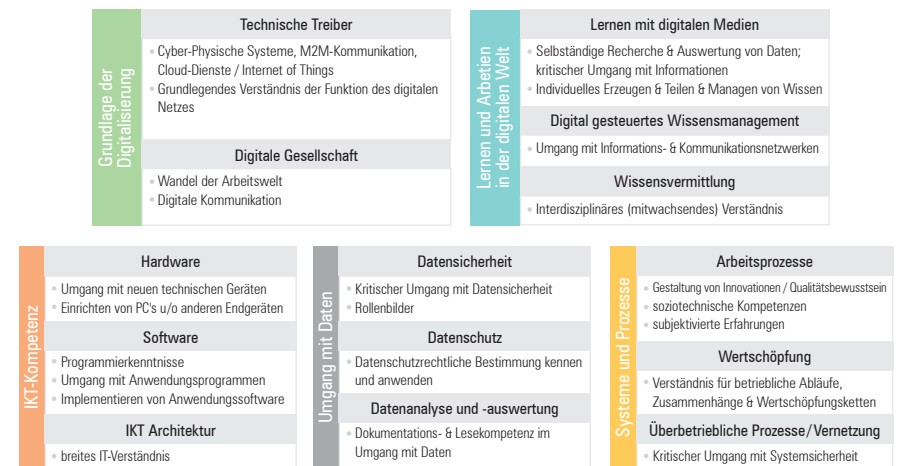 Grundlage der
Digitalisierung
Technische Treiber
Cyber-Physische Systeme, M2M-Kommunikation,
Cloud-Dienste / Internet of Things
Grundlegendes Verständnis der Funktion des digitalen
Netzes
Digitale Gesellschaft
Wandel der Arbeitswelt
Digitale Kommunikation
Lernen und Arbetien
in der digitalen Welt
Lernen mit digitalen Medien
Selbständige Recherche & Auswertung von Daten;
kritischer Umgang mit Informationen
Individuelles Erzeugen & Teilen & Managen von Wissen
Digital gesteuertes Wissensmanagement
Umgang mit Informations- & Kommunikationsnetzwerken
Wissensvermittlung
Interdisziplinäres (mitwachsendes) Verständnis
IKT-Kompetenz
Hardware
Umgang mit neuen technischen Geräten
Einrichten von PC's u/o anderen Endgeräten
Software
Programmierkenntnisse
Umgang mit Anwendungsprogrammen
Implementieren von Anwendungssoftware
IKT Architektur
breites IT-Verständnis
Umgang mit Daten
Datensicherheit
Kritischer Umgang mit Datensicherheit
Rollenbilder
Datenschutz
Datenschutzrechtliche Bestimmung kennen
und anwenden
Datenanalyse und -auswertung
Dokumentations- & Lesekompetenz im
Umgang mit Daten
Systeme und Prozesse
Arbeitsprozesse
Gestaltung von Innovationen / Qualitätsbewusstsein
soziotechnische Kompetenzen
subjektivierte Erfahrungen
Wertschöpfung
Verständnis für betriebliche Abläufe,
Zusammenhänge & Wertschöpfungsketten
Überbetriebliche Prozesse/Vernetzung
Kritischer Umgang mit Systemsicherheit